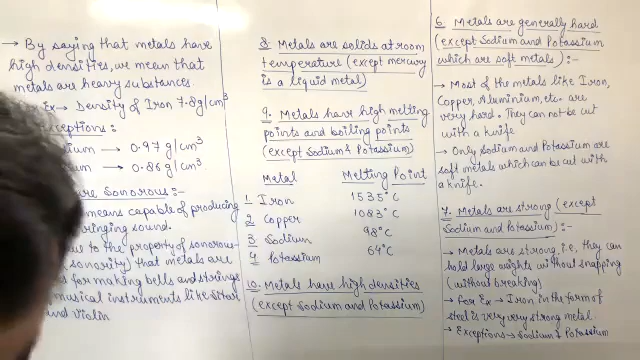 → By saying that metals have
high densities, we mean that
metals are heavy substances.
Ex → Density of Iron 7.8g/cm³
xceptions:
dium → 0.97 g/cm³
ium → 0.86 g/cm³
are Sonorous :-
means capable of producing
ringing sound.
ue to the property of sonorous-
(sonority) that metals are
for making bells and strings
musical instruments like Sitar
nd violin
8. Metals are solids at room
temperature (except mercury
is a liquid metal)
9. Metals have high melting
points and boiling points
(except Sodium & Potassium)
Metal Melting Point
1 Iron 1535°C
2 Copper 1083°C
3 Sodium 98°C
4 Potassium 64°C
10. Metals have high densities
(except Sodium and Potassium)
6. Metals are generally hard
(except Sodium and Potassium
which are soft metals) :-
→ Most of the metals like Iron,
Copper, Aluminium, etc. are
very hard. They can not be cut
with a knife
→ Only Sodium and Potassium are
soft metals which can be cut with
a knife.
7. Metals are strong (except
Sodium and Potassium) :-
→ Metals are strong, i.e., they can
hold large weights without snapping
(without breaking)
→ For Ex → Iron in the form of
steel is very very strong metal.
→ Exceptions → Sodium & Potassium